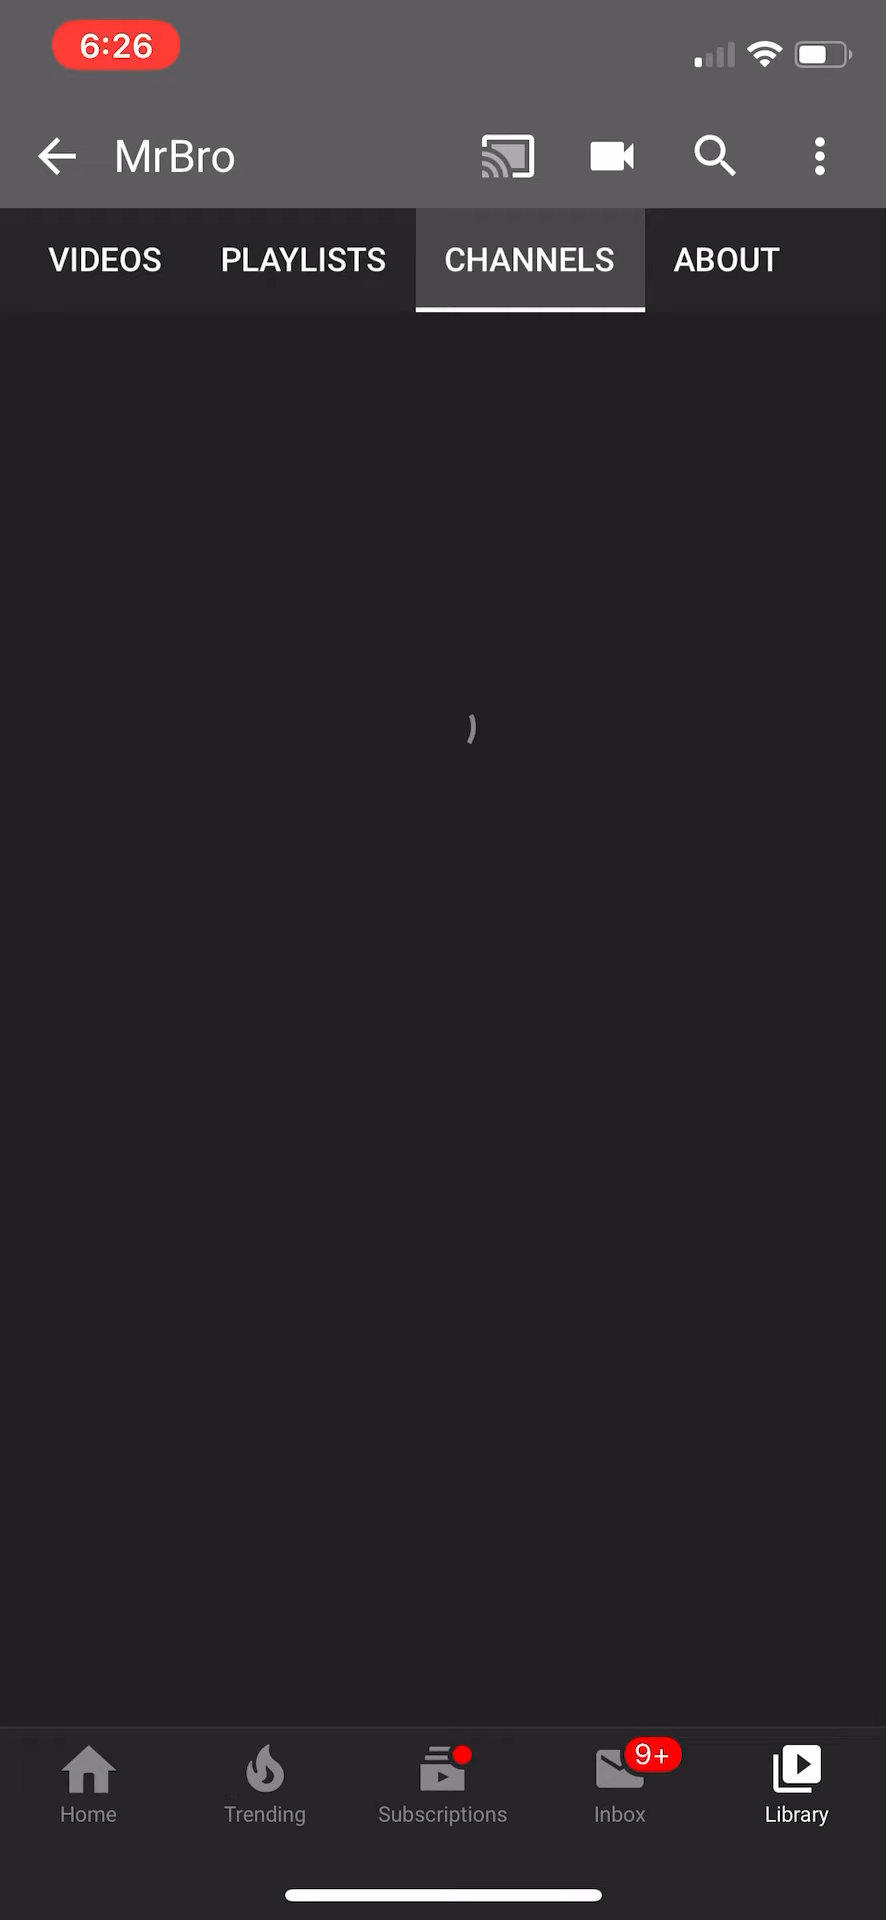 6:26
MrBro
VIDEOS PLAYLISTS CHANNELS ABOUT
9+
Home Trending Subscriptions Inbox Library